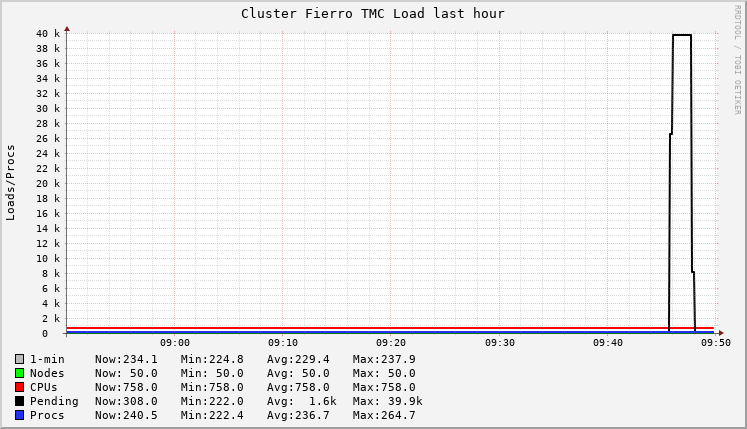 Cluster Fierro TMC Load last hour
RRDTOOL / TOBI OETIKER
Loads/Procs
40 k
38 k
36 k
34 k
32 k
30 k
28 k
26 k
24 k
22 k
20 k
18 k
16 k
14 k
12 k
10 k
8 k
6 k
4 k
2 k
0
09:00 09:10 09:20 09:30 09:40 09:50
1-min Now:234.1 Min:224.8 Avg:229.4 Max:237.9
Nodes Now: 50.0 Min: 50.0 Avg: 50.0 Max: 50.0
CPUs Now:758.0 Min:758.0 Avg:758.0 Max:758.0
Pending Now:308.0 Min:222.0 Avg: 1.6k Max: 39.9k
Procs Now:240.5 Min:222.4 Avg:236.7 Max:264.7